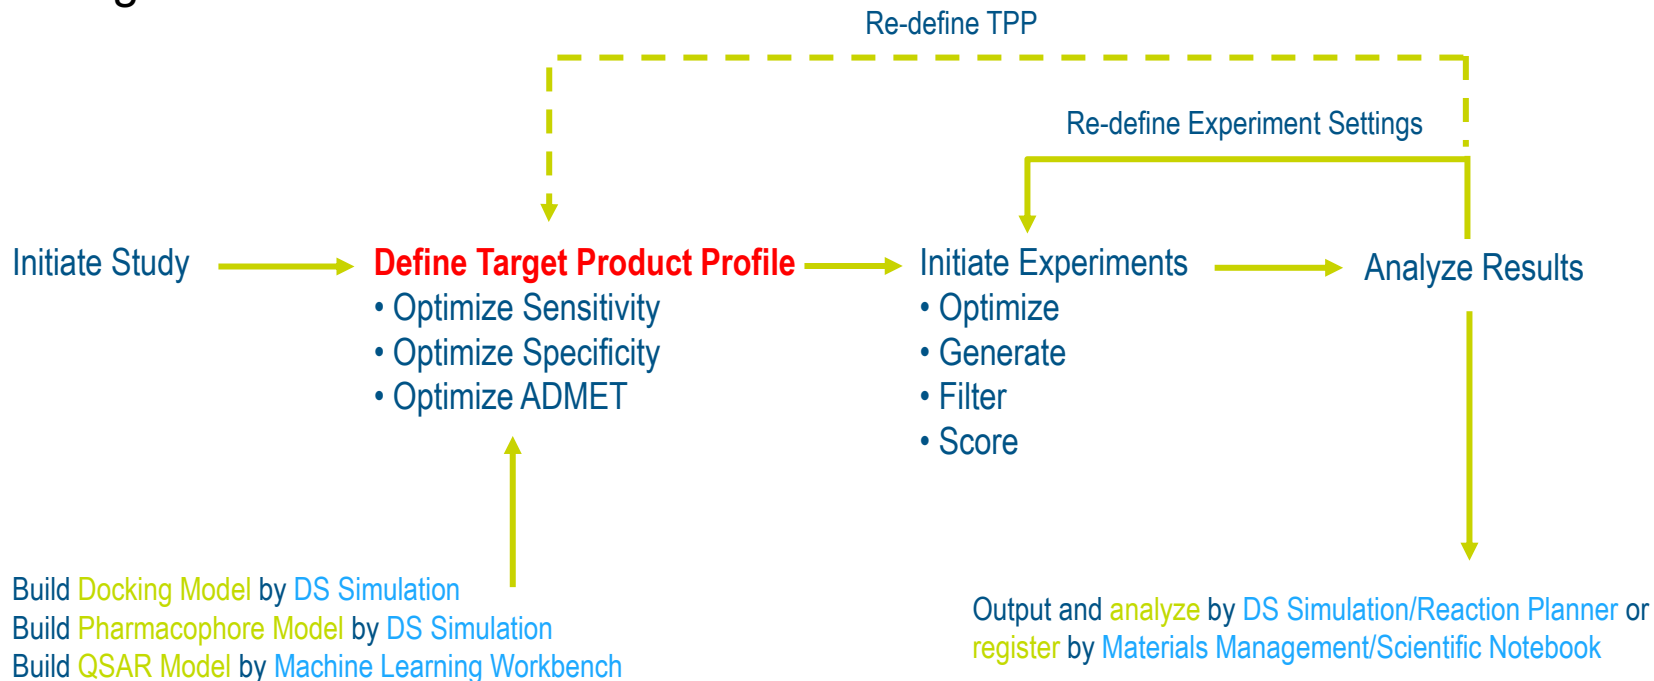 Re-define TPP
Re-define Experiment Settings
Initiate Study
Define Target Product Profile
• Optimize Sensitivity
• Optimize Specificity
• Optimize ADMET
Initiate Experiments
• Optimize
• Generate
• Filter
• Score
Analyze Results
Build Docking Model by DS Simulation
Build Pharmacophore Model by DS Simulation
Build QSAR Model by Machine Learning Workbench
Output and analyze by DS Simulation/Reaction Planner or
register by Materials Management/Scientific Notebook